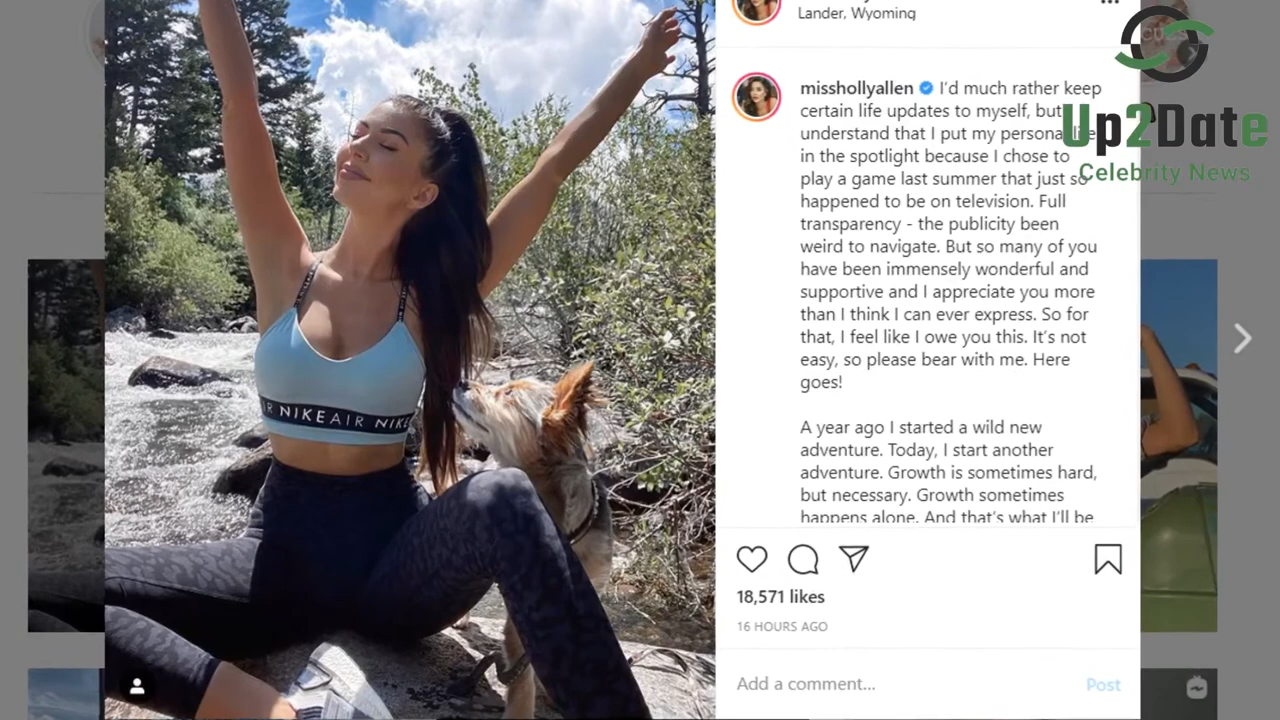 Lander, Wyoming
misshollyallen I'd much rather keep
certain life updates to myself, but I
understand that I put my personal life
in the spotlight because I chose to
play a game last summer that just so
happened to be on television. Full
transparency - the publicity been
weird to navigate. But so many of you
have been immensely wonderful and
supportive and I appreciate you more
than I think I can ever express. So for
that, I feel like I owe you this. It's not
easy, so please bear with me. Here
goes!
A year ago I started a wild new
adventure. Today, I start another
adventure. Growth is sometimes hard,
but necessary. Growth sometimes
happens alone. And that's what I'll be
18,571 likes
16 HOURS AGO
Add a comment...
Post
Up2Date
Celebrity News
R NIKE AIR NIKE